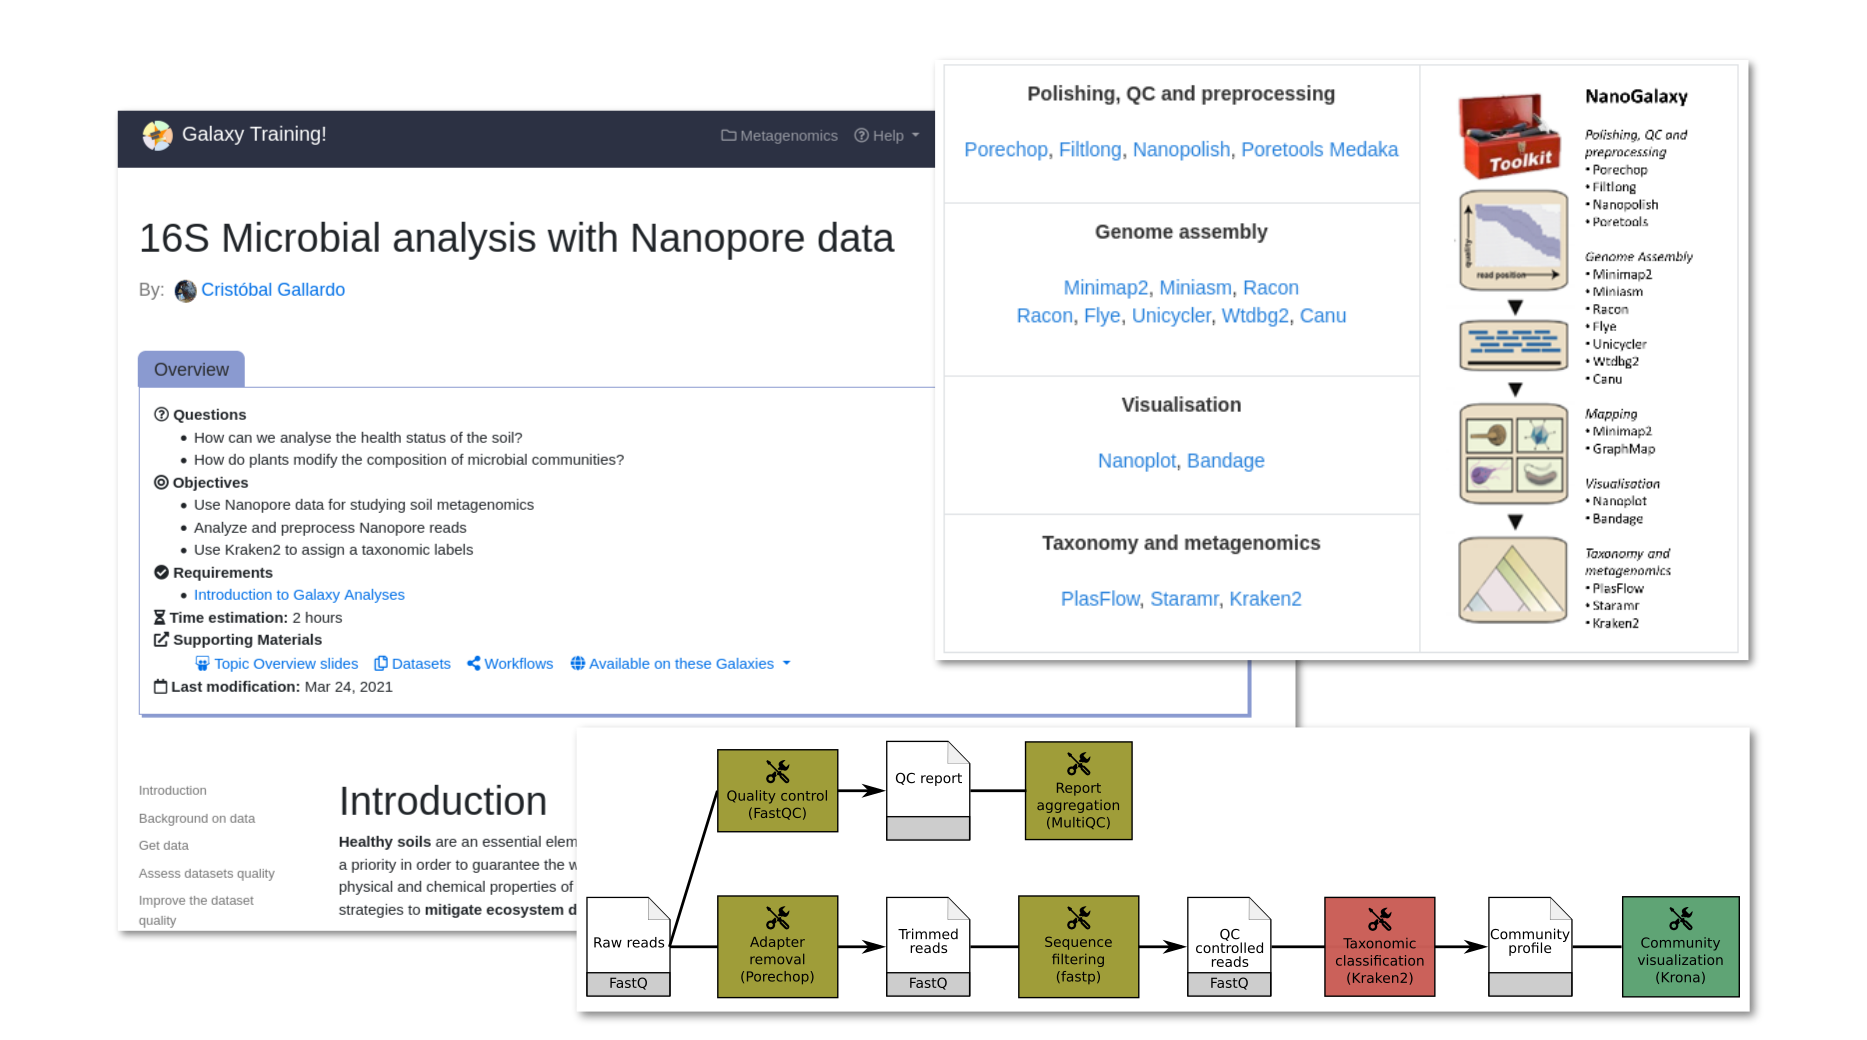 Galaxy Training!
Metagenomics
Help
16S Microbial analysis with Nanopore data
By: Cristóbal Gallardo
Overview
Questions
• How can we analyse the health status of the soil?
• How do plants modify the composition of microbial communities?
Objectives
• Use Nanopore data for studying soil metagenomics
• Analyze and preprocess Nanopore reads
• Use Kraken2 to assign a taxonomic labels
Requirements
• Introduction to Galaxy Analyses
Time estimation: 2 hours
Supporting Materials
Topic Overview slides Datasets Workflows Available on these Galaxies
Last modification: Mar 24, 2021
Introduction
Background on data
Get data
Assess datasets quality
Improve the dataset
quality
Introduction
Healthy soils are an essential elem
a priority in order to guarantee the w
physical and chemical properties of
strategies to mitigate ecosystem d
Polishing, QC and preprocessing
Porechop, Filtlong, Nanopolish, Poretools Medaka
Genome assembly
Minimap2, Miniasm, Racon
Racon, Flye, Unicycler, Wtdbg2, Canu
Visualisation
Nanoplot, Bandage
Taxonomy and metagenomics
PlasFlow, Staramr, Kraken2
Toolkit
quality
read position
NanoGalaxy
Polishing, QC and
preprocessing
• Porechop
• Filtlong
• Nanopolish
• Poretools
Genome Assembly
• Minimap2
• Miniasm
• Racon
• Flye
• Unicycler
• Wtdbg2
• Canu
Mapping
• Minimap2
• GraphMap
Visualisation
• Nanoplot
• Bandage
Taxonomy and
metagenomics
• PlasFlow
• Staramr
• Kraken2
Quality control
(FastQC)
QC report
Report
aggregation
(MultiQC)
Raw reads
FastQ
Adapter
removal
(Porechop)
Trimmed
reads
FastQ
Sequence
filtering
(fastp)
QC
controlled
reads
FastQ
Taxonomic
classification
(Kraken2)
Community
profile
Community
visualization
(Krona)